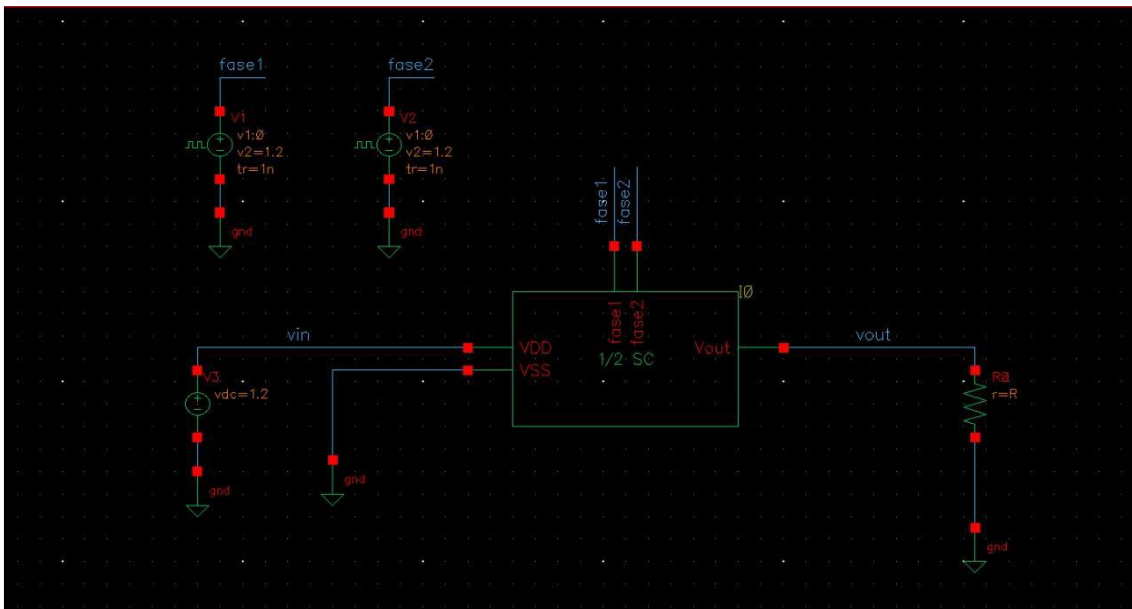 fase1
fase2
V1
v1:0
v2=1.2
tr=1n
V2
v1:0
v2=1.2
tr=1n
gnd
gnd
fase1
fase2
I0
vin
VDD
VSS
fase1
fase2
1/2 SC
Vout
vout
V3
vdc=1.2
R0
r=R
gnd
gnd
gnd